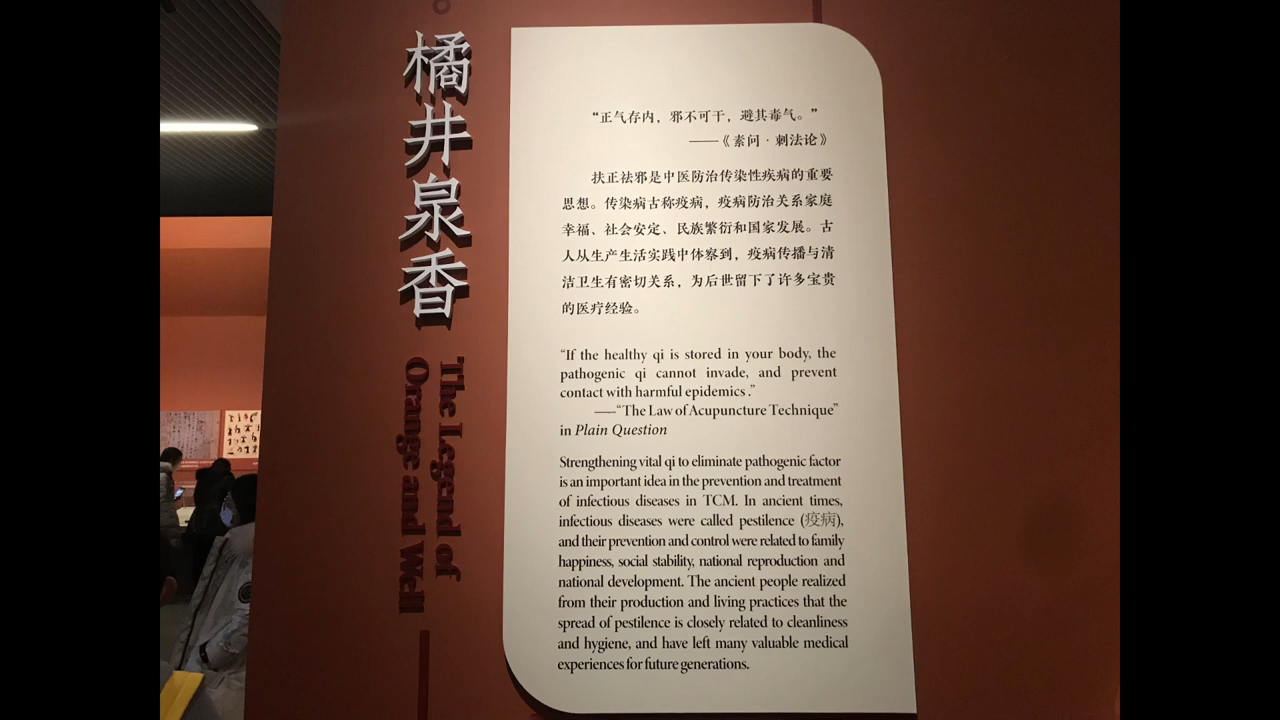 橘井泉香
The Legend of
Orange and Well
“正气存内，邪不可干，避其毒气。”
——《素问·刺法论》
扶正祛邪是中医防治传染性疾病的重要
思想。传染病古称疫病，疫病防治关系家庭
幸福、社会安定、民族繁衍和国家发展。古
人从生产生活实践中体察到，疫病传播与清
洁卫生有密切关系，为后世留下了许多宝贵
的医疗经验。
“If the healthy qi is stored in your body, the
pathogenic qi cannot invade, and prevent
contact with harmful epidemics.”
——“The Law of Acupuncture Technique”
in Plain Question
Strengthening vital qi to eliminate pathogenic factor
is an important idea in the prevention and treatment
of infectious diseases in TCM. In ancient times,
infectious diseases were called pestilence (疫病),
and their prevention and control were related to family
happiness, social stability, national reproduction and
national development. The ancient people realized
from their production and living practices that the
spread of pestilence is closely related to cleanliness
and hygiene, and have left many valuable medical
experiences for future generations.